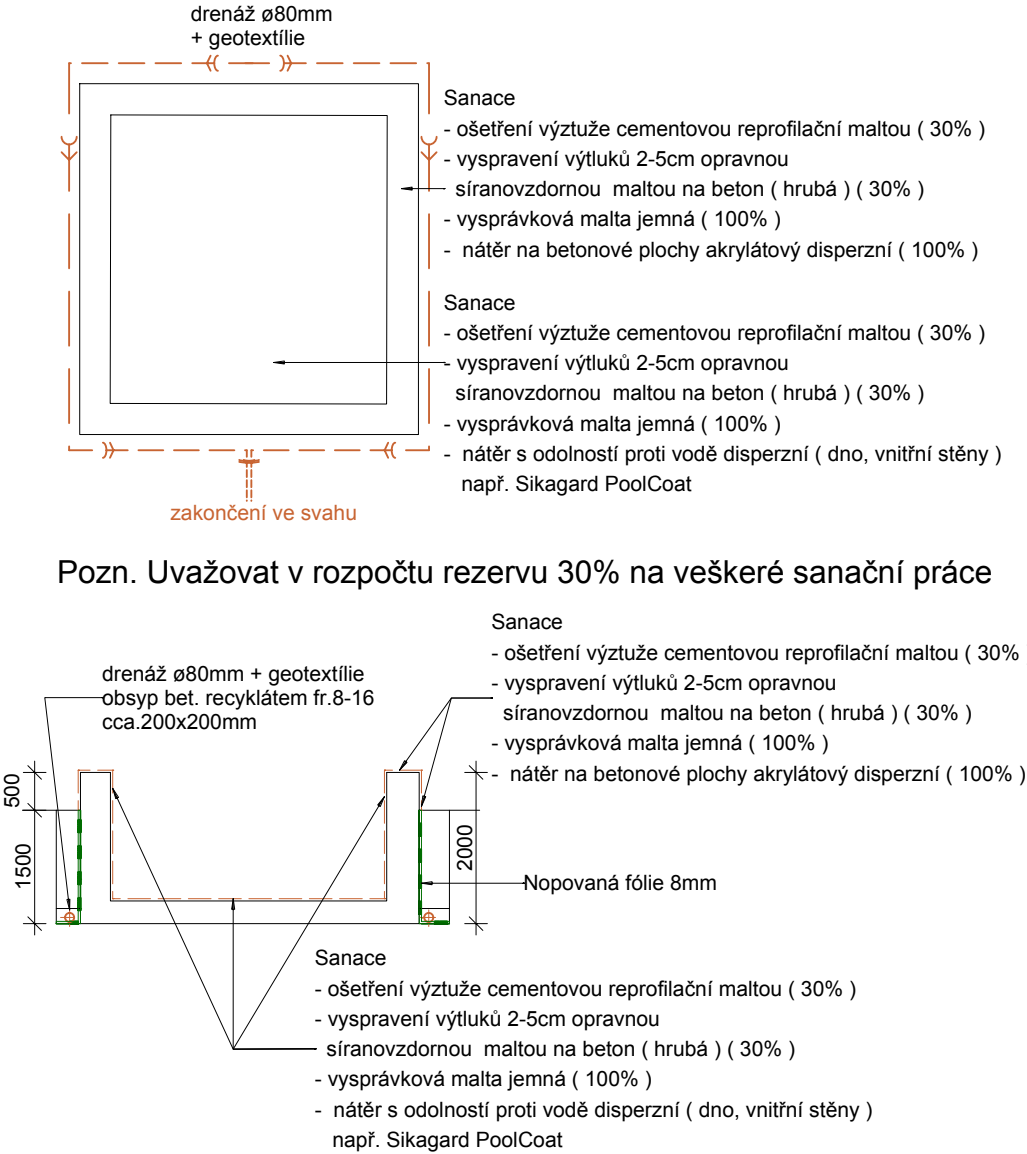 drenáž ø80mm
+ geotextílie
Sanace
- ošetření výztuže cementovou reprofilační maltou ( 30% )
- vyspravení výtluků 2-5cm opravnou
síranovzdornou  maltou na beton ( hrubá ) ( 30% )
- vysprávková malta jemná ( 100% )
-  nátěr na betonové plochy akrylátový disperzní ( 100% )
Sanace
- ošetření výztuže cementovou reprofilační maltou ( 30% )
- vyspravení výtluků 2-5cm opravnou
síranovzdornou  maltou na beton ( hrubá ) ( 30% )
- vysprávková malta jemná ( 100% )
-  nátěr s odolností proti vodě disperzní ( dno, vnitřní stěny )
např. Sikagard PoolCoat
zakončení ve svahu
Pozn. Uvažovat v rozpočtu rezervu 30% na veškeré sanační práce
Sanace
- ošetření výztuže cementovou reprofilační maltou ( 30%
- vyspravení výtluků 2-5cm opravnou
síranovzdornou  maltou na beton ( hrubá ) ( 30% )
- vysprávková malta jemná ( 100% )
-  nátěr na betonové plochy akrylátový disperzní ( 100% )
drenáž ø80mm + geotextílie
obsyp bet. recyklátem fr.8-16
cca.200x200mm
500
1500
2000
Nopovaná fólie 8mm
Sanace
- ošetření výztuže cementovou reprofilační maltou ( 30% )
- vyspravení výtluků 2-5cm opravnou
síranovzdornou  maltou na beton ( hrubá ) ( 30% )
- vysprávková malta jemná ( 100% )
-  nátěr s odolností proti vodě disperzní ( dno, vnitřní stěny )
např. Sikagard PoolCoat